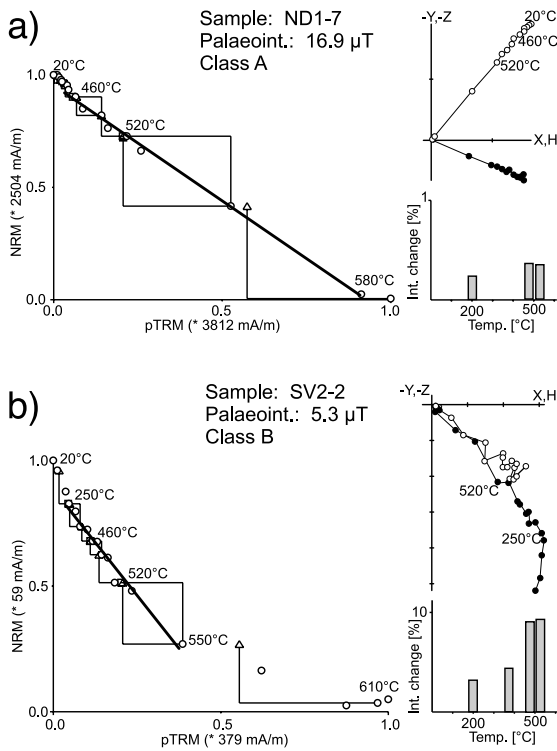 a)
Sample: ND1-7
Palaeoint.: 16.9 µT
Class A
1.0
0.5
0.0
NRM (* 2504 mA/m)
20°C
460°C
520°C
580°C
0.0
0.5
1.0
pTRM (* 3812 mA/m)
-Y,-Z
20°C
460°C
520°C
X,H
1
Int. change [%]
200
500
Temp. [°C]
b)
Sample: SV2-2
Palaeoint.: 5.3 µT
Class B
1.0
0.5
0.0
NRM (* 59 mA/m)
20°C
250°C
460°C
520°C
550°C
610°C
0.0
0.5
1.0
pTRM (* 379 mA/m)
-Y,-Z
X,H
520°C
250°C
10
Int. change [%]
200
500
Temp. [°C]